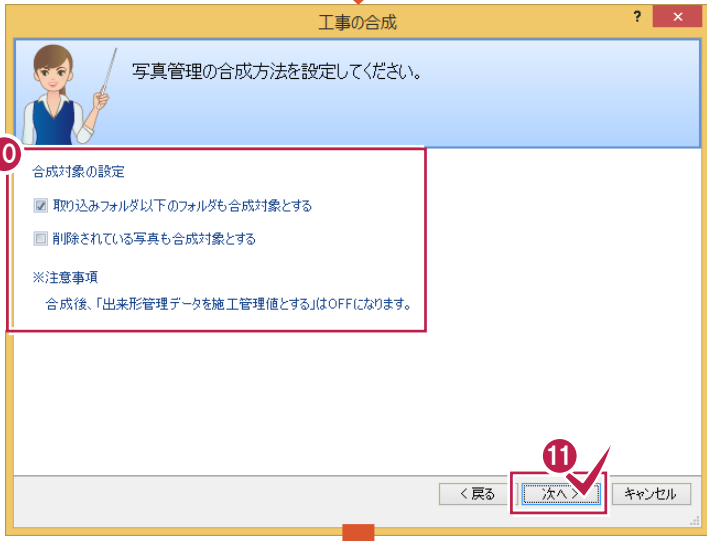 工事の合成
? ×
写真管理の合成方法を設定してください。
0
合成対象の設定
取り込みフォルダ以下のフォルダも合成対象とする
削除されている写真も合成対象とする
※注意事項
合成後、「出来形管理データを施工管理値とする」はOFFになります。
11
< 戻る 次へ > キャンセル